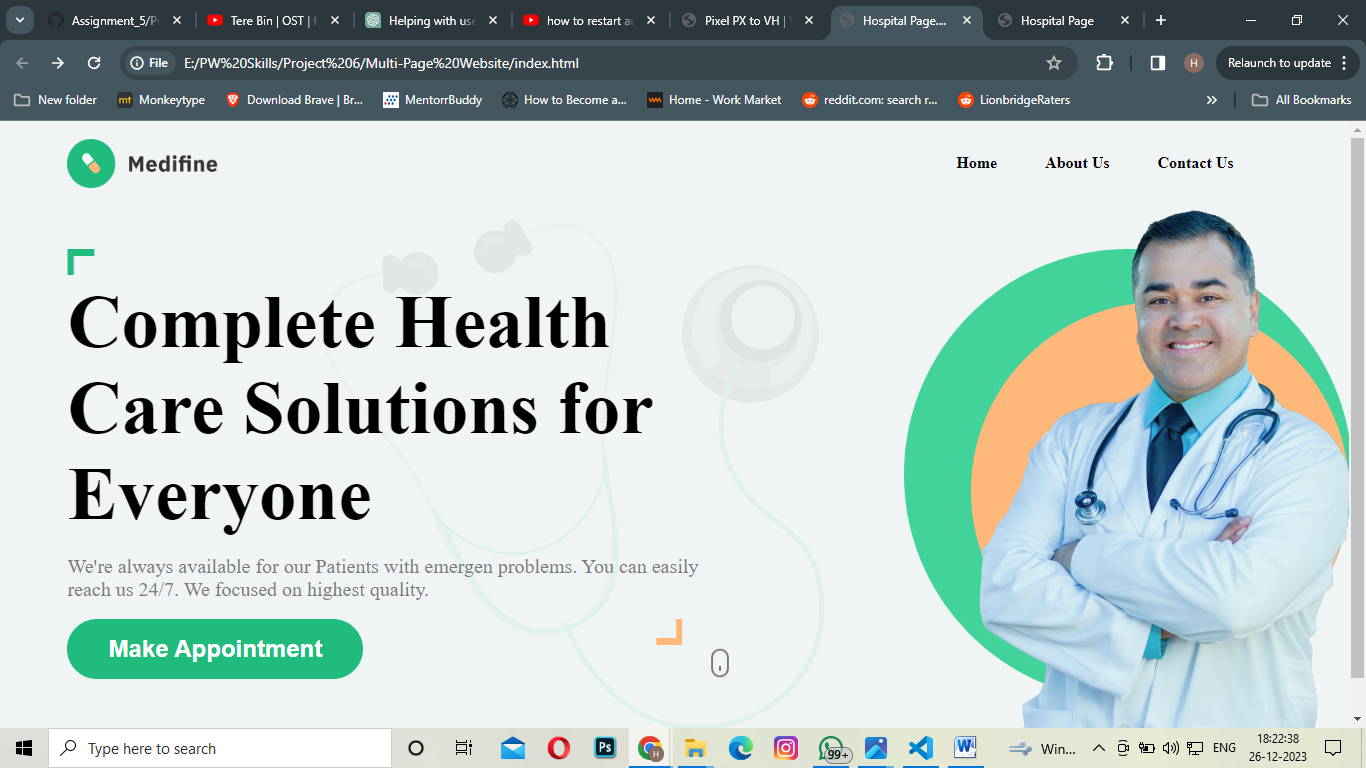 Assignment_5/Pr
Tere Bin | OST | f
Helping with use
how to restart au
Pixel PX to VH | V
Hospital Page....
Hospital Page
File
E:/PW%20Skills/Project%206/Multi-Page%20Website/index.html
H
Relaunch to update
New folder
mt
Monkeytype
Download Brave | Br...
MentorrBuddy
How to Become a...
Home - Work Market
reddit.com: search r...
LionbridgeRaters
»
All Bookmarks
Medifine
Home
About Us
Contact Us
Complete Health
Care Solutions for
Everyone
We're always available for our Patients with emergen problems. You can easily
reach us 24/7. We focused on highest quality.
Make Appointment
Type here to search
Ps
H
99+
W
Win...
ENG
18:22:38
26-12-2023